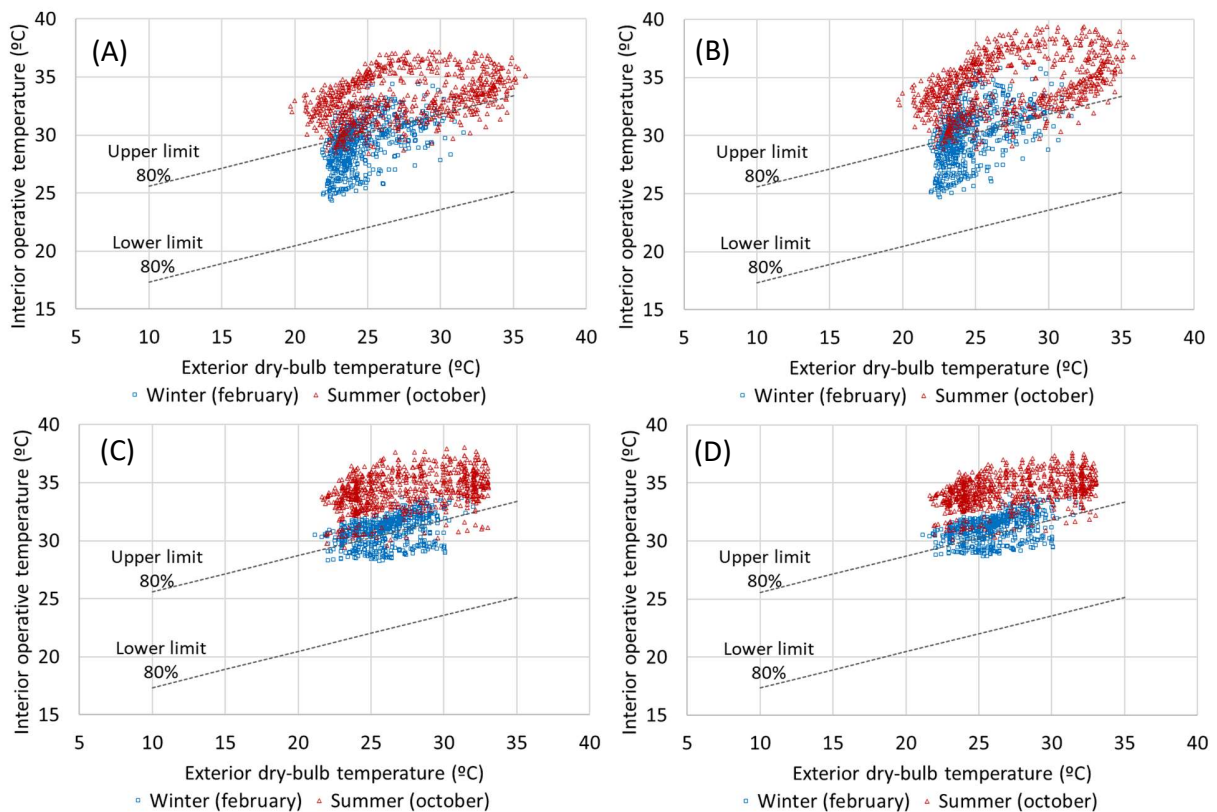 (A)
Interior operative temperature (ºC)
40
35
30
25
20
15
Upper limit
80%
Lower limit
80%
5 10 15 20 25 30 35 40
Exterior dry-bulb temperature (ºC)
Winter (february) Summer (october)
(B)
Interior operative temperature (ºC)
40
35
30
25
20
15
Upper limit
80%
Lower limit
80%
5 10 15 20 25 30 35 40
Exterior dry-bulb temperature (ºC)
Winter (february) Summer (october)
(C)
Interior operative temperature (ºC)
40
35
30
25
20
15
Upper limit
80%
Lower limit
80%
5 10 15 20 25 30 35 40
Exterior dry-bulb temperature (ºC)
Winter (february) Summer (october)
(D)
Interior operative temperature (ºC)
40
35
30
25
20
15
Upper limit
80%
Lower limit
80%
5 10 15 20 25 30 35 40
Exterior dry-bulb temperature (ºC)
Winter (february) Summer (october)